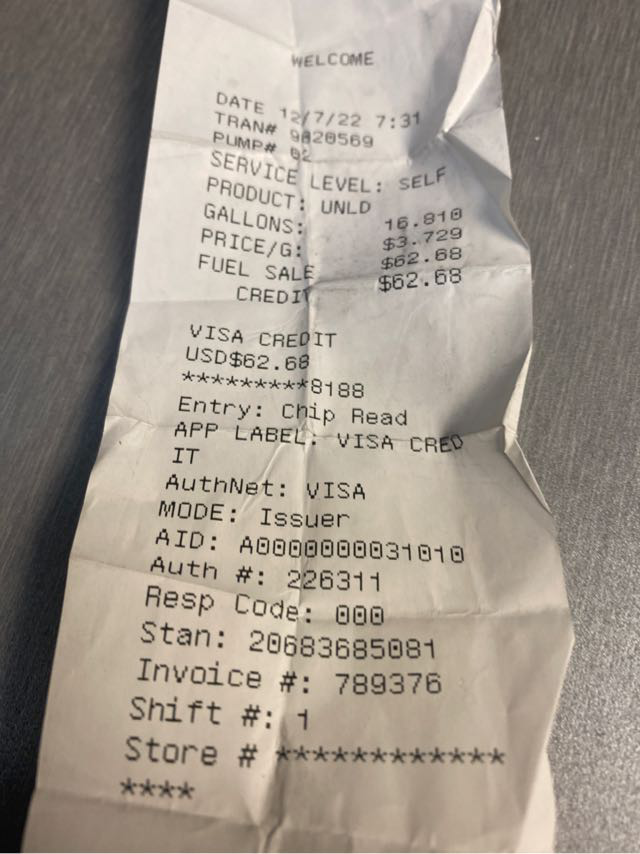 WELCOME
DATE 12/7/22 7:31
TRAN# 9020569
PUMP# 02
SERVICE LEVEL: SELF
PRODUCT: UNLD
GALLONS: 16.810
PRICE/G: $3.729
FUEL SALE $62.68
CREDIT $62.68
VISA CREDIT
USD$62.68
*********8188
Entry: Chip Read
APP LABEL: VISA CRED
IT
AuthNet: VISA
MODE: Issuer
AID: A0000000031010
Auth #: 226311
Resp Code: 000
Stan: 20683685081
Invoice #: 789376
Shift #: 1
Store # ************
****